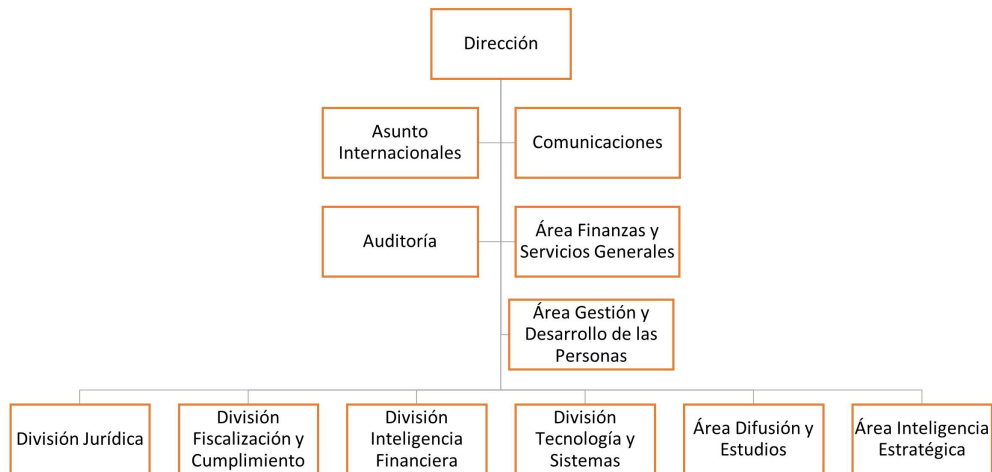 Dirección
Asunto
Internacionales
Comunicaciones
Auditoría
Área Finanzas y
Servicios Generales
Área Gestión y
Desarrollo de las
Personas
División Jurídica
División
Fiscalización y
Cumplimiento
División
Inteligencia
Financiera
División
Tecnología y
Sistemas
Área Difusión y
Estudios
Área Inteligencia
Estratégica